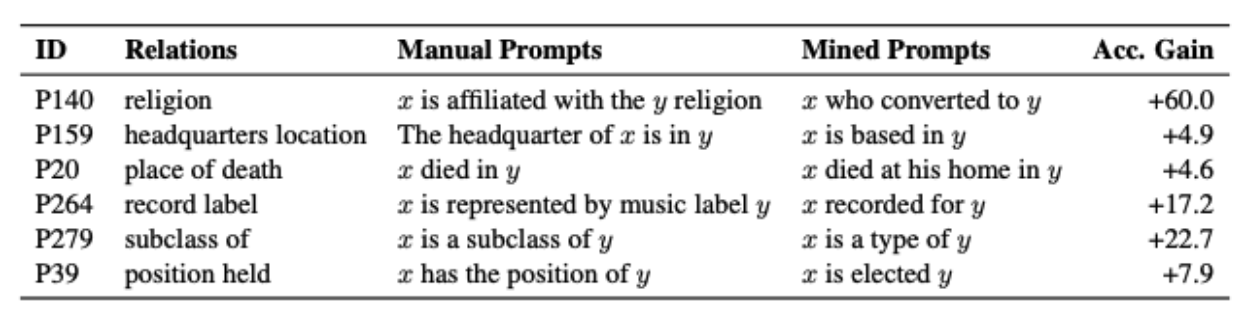 ID Relations Manual Prompts Mined Prompts Acc. Gain
P140 religion x is affiliated with the y religion x who converted to y +60.0
P159 headquarters location The headquarter of x is in y x is based in y +4.9
P20 place of death x died in y x died at his home in y +4.6
P264 record label x is represented by music label y x recorded for y +17.2
P279 subclass of x is a subclass of y x is a type of y +22.7
P39 position held x has the position of y x is elected y +7.9